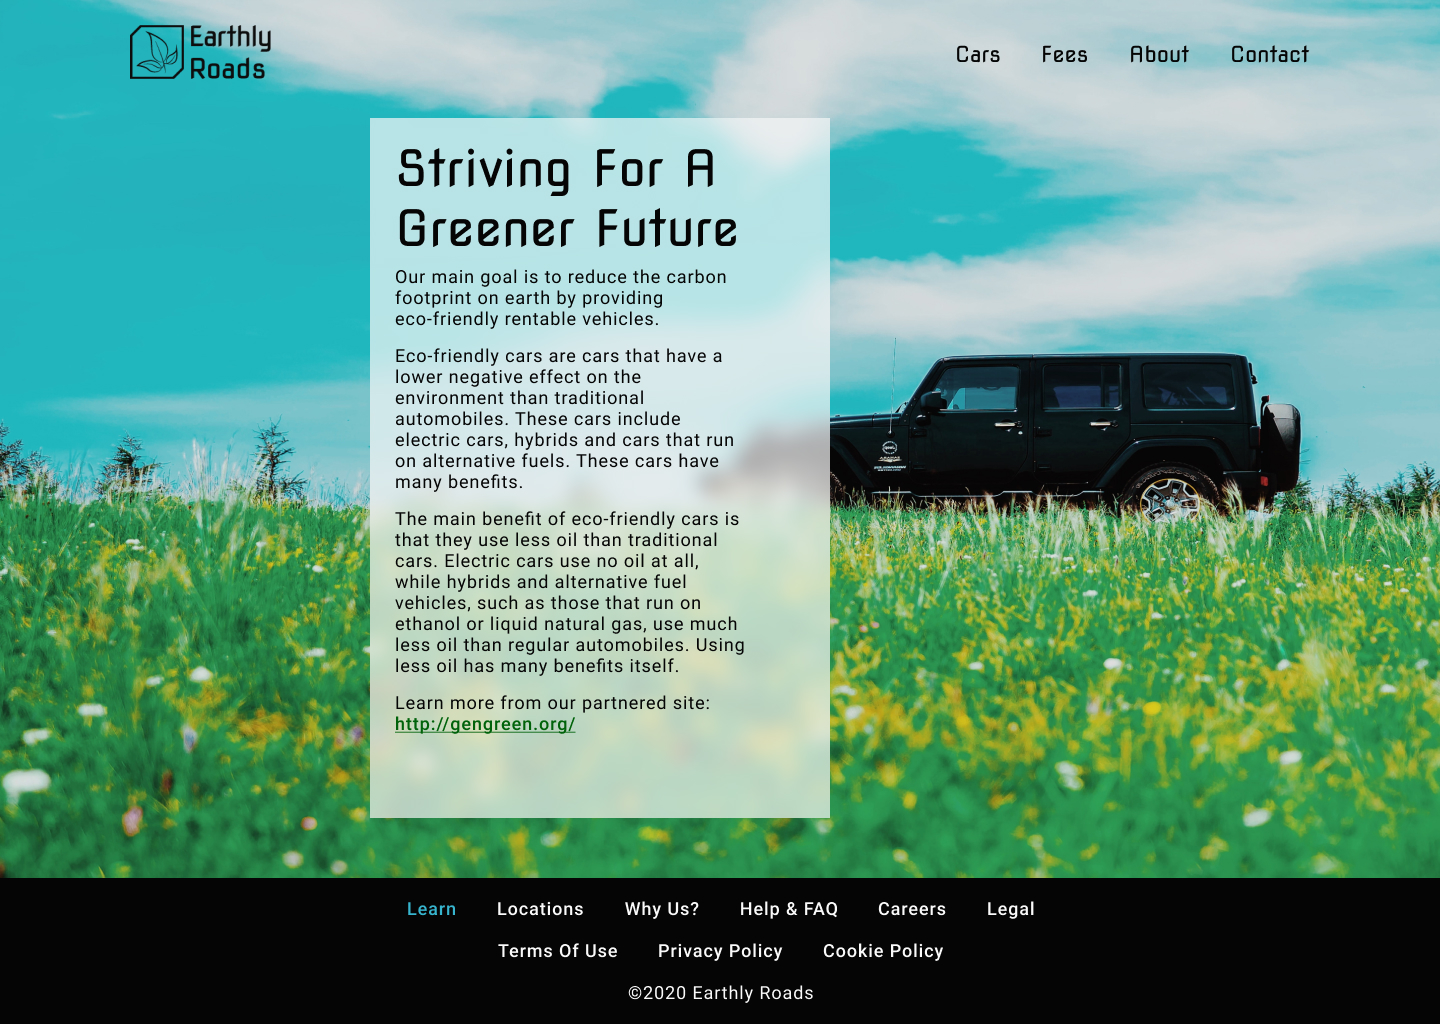 Earthly
Roads
Cars Fees About Contact
Striving For A
Greener Future
Our main goal is to reduce the carbon
footprint on earth by providing
eco-friendly rentable vehicles.
Eco-friendly cars are cars that have a
lower negative effect on the
environment than traditional
automobiles. These cars include
electric cars, hybrids and cars that run
on alternative fuels. These cars have
many benefits.
The main benefit of eco-friendly cars is
that they use less oil than traditional
cars. Electric cars use no oil at all,
while hybrids and alternative fuel
vehicles, such as those that run on
ethanol or liquid natural gas, use much
less oil than regular automobiles. Using
less oil has many benefits itself.
Learn more from our partnered site:
http://gengreen.org/
Learn Locations Why Us? Help & FAQ Careers Legal
Terms Of Use Privacy Policy Cookie Policy
©2020 Earthly Roads